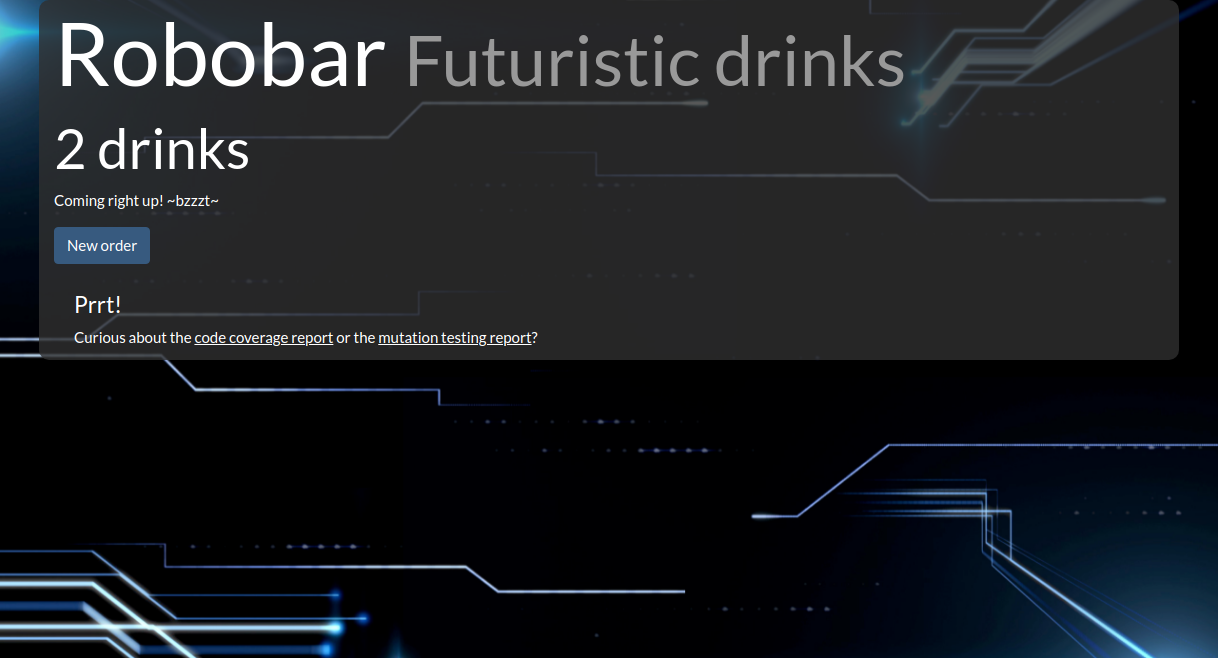 Robobar Futuristic drinks
2 drinks
Coming right up! ~bzzzt~
New order
Prrt!
Curious about the code coverage report or the mutation testing report?